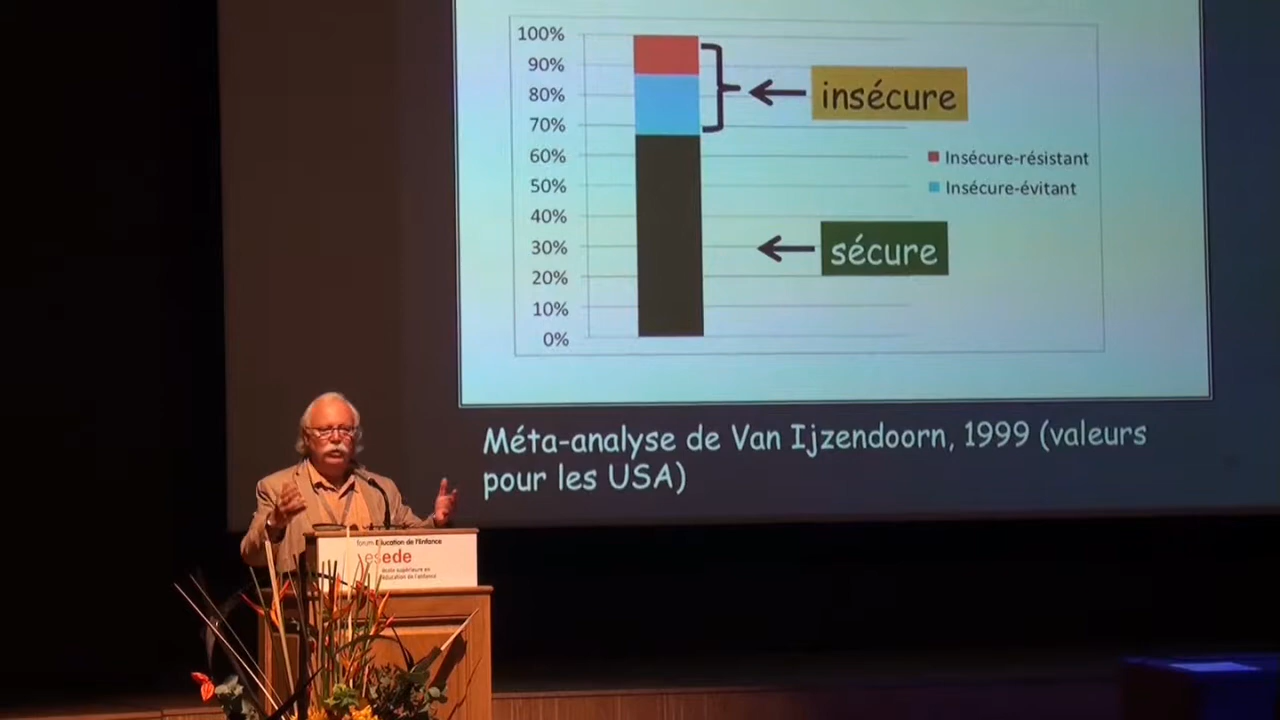 100%
90%
80%
70%
60%
50%
40%
30%
20%
10%
0%
insécure
Insécure-résistant
Insécure-évitant
sécure
Méta-analyse de Van Ijzendoorn, 1999 (valeurs
pour les USA)
forum Education de l'Enfance
esede
école supérieure en
éducation de l'enfance